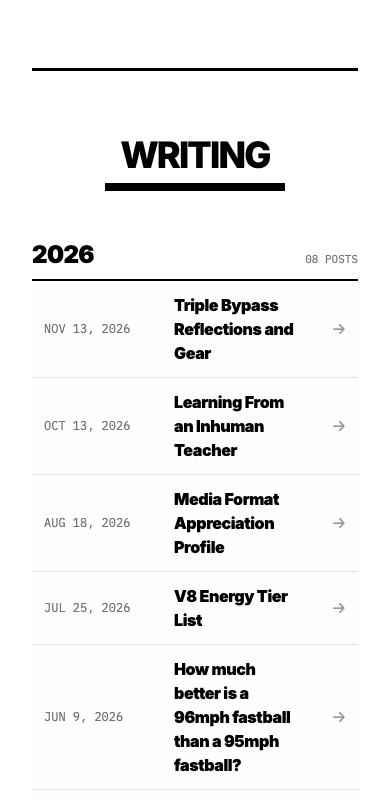 WRITING
2026 08 POSTS
NOV 13, 2026
Triple Bypass
Reflections and
Gear
→
OCT 13, 2026
Learning From
an Inhuman
Teacher
→
AUG 18, 2026
Media Format
Appreciation
Profile
→
JUL 25, 2026
V8 Energy Tier
List
→
JUN 9, 2026
How much
better is a
96mph fastball
than a 95mph
fastball?
→